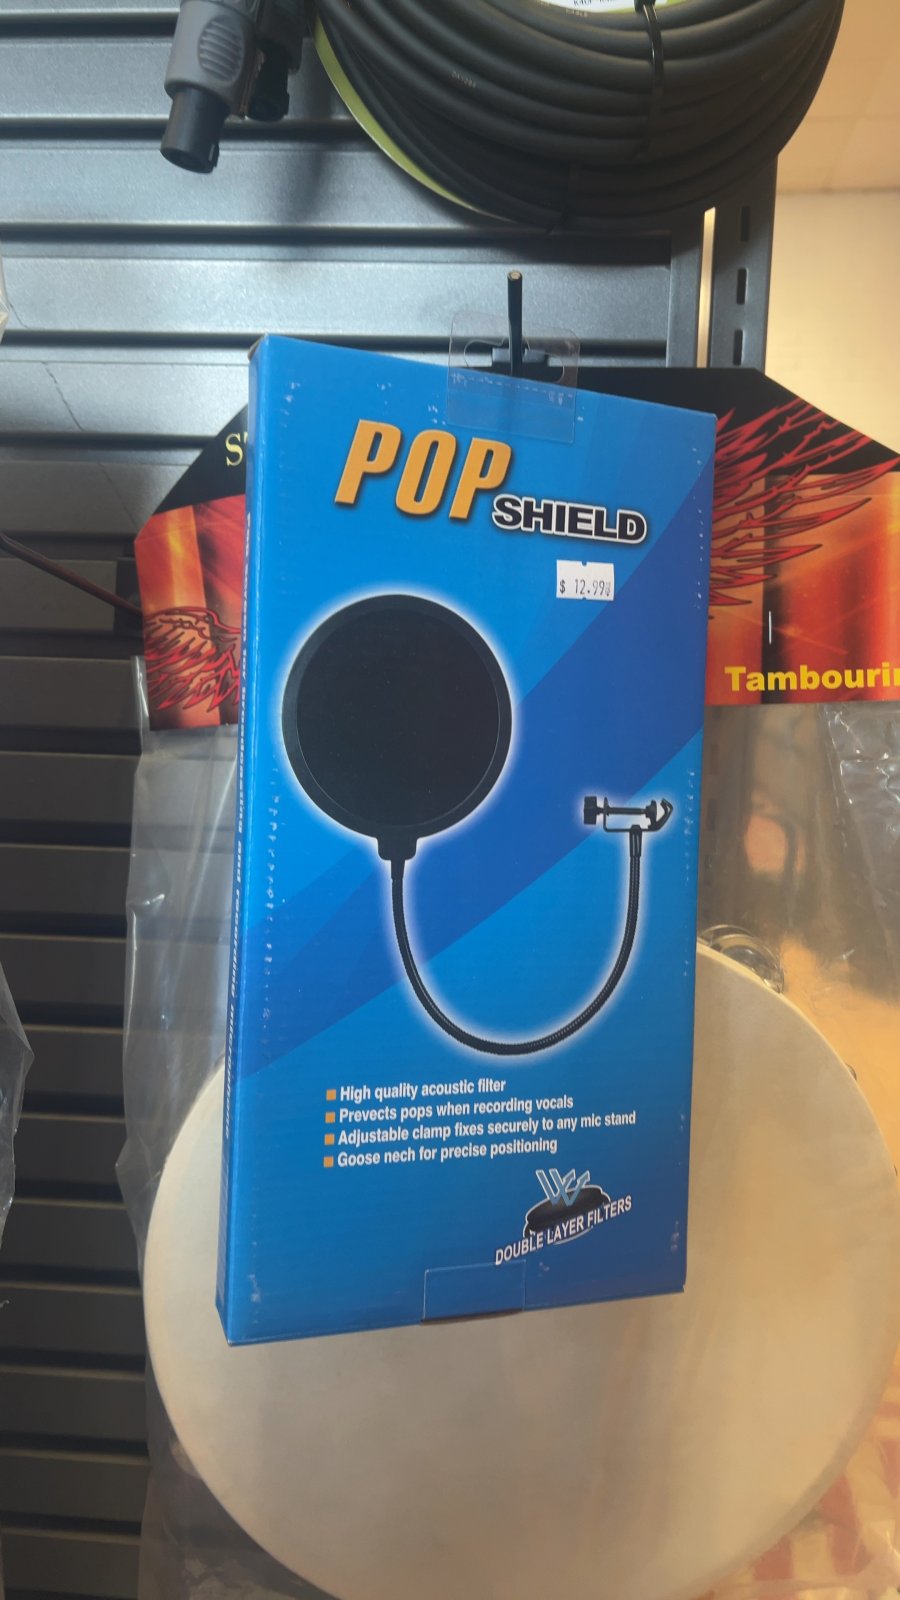 POP
SHIELD
$ 12.99
Tambouri
High quality acoustic filter
Prevects pops when recording vocals
Adjustable clamp fixes securely to any mic stand
Goose nech for precise positioning
DOUBLE LAYER FILTERS